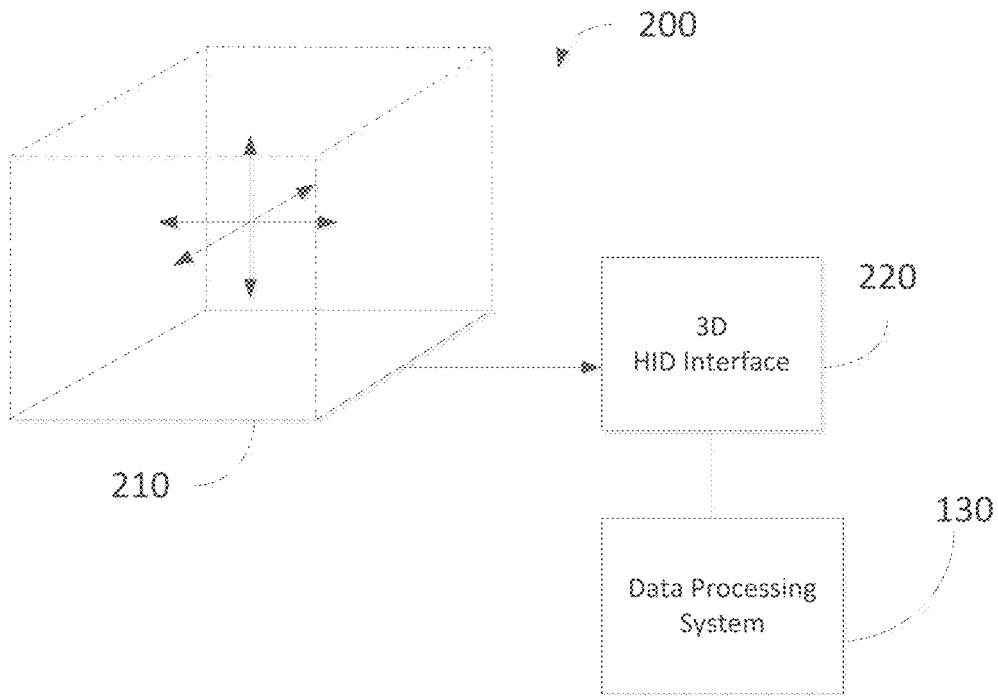 200
220
3D
HID Interface
210
130
Data Processing
System